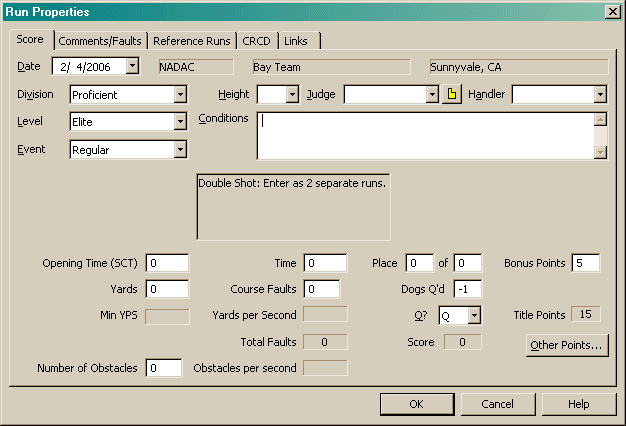 Run Properties
Score Comments/Faults Reference Runs CRCD Links
Date 2/ 4/2006 NADAC Bay Team Sunnyvale, CA
Division Proficient Height Judge Handler
Level Elite Conditions
Event Regular
Double Shot: Enter as 2 separate runs.
Opening Time (SCT) 0 Time 0 Place 0 of 0 Bonus Points 5
Yards 0 Course Faults 0 Dogs Q'd -1
Min YPS Yards per Second Q? Q Title Points 15
Total Faults 0 Score 0 Other Points...
Number of Obstacles 0 Obstacles per second
OK Cancel Help